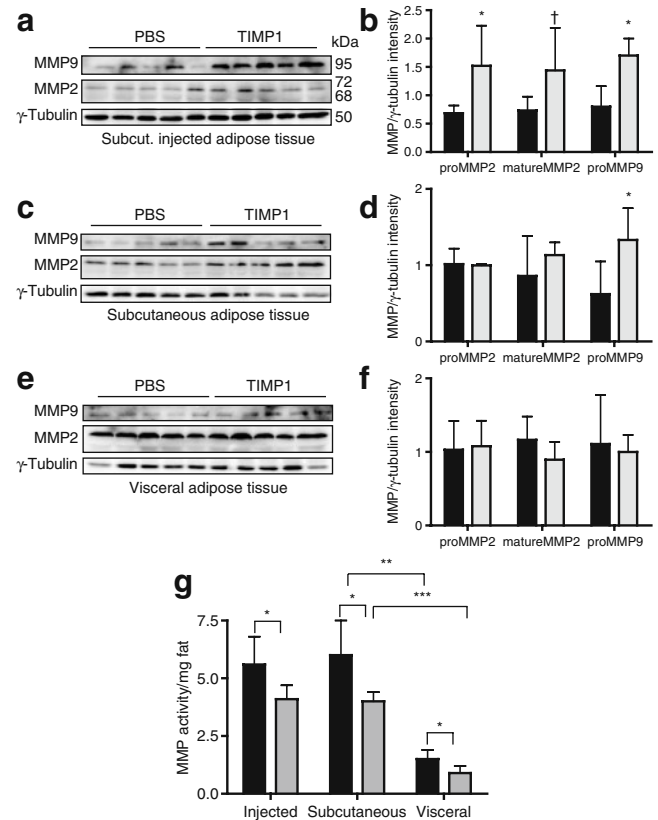 a
PBS TIMP1
kDa
MMP9 95
MMP2 72
68
γ-Tubulin 50
Subcut. injected adipose tissue
b
MMP/γ-tubulin intensity
2.5
2.0
1.5
1.0
0.5
0
* † *
proMMP2 matureMMP2 proMMP9
c
PBS TIMP1
MMP9
MMP2
γ-Tubulin
Subcutaneous adipose tissue
d
MMP/γ-tubulin intensity
2
1
0
*
proMMP2 matureMMP2 proMMP9
e
PBS TIMP1
MMP9
MMP2
γ-Tubulin
Visceral adipose tissue
f
MMP/γ-tubulin intensity
2
1
0
proMMP2 matureMMP2 proMMP9
g
MMP activity/mg fat
7.5
5.0
2.5
0.0
**
* * ***
*
Injected Subcutaneous Visceral